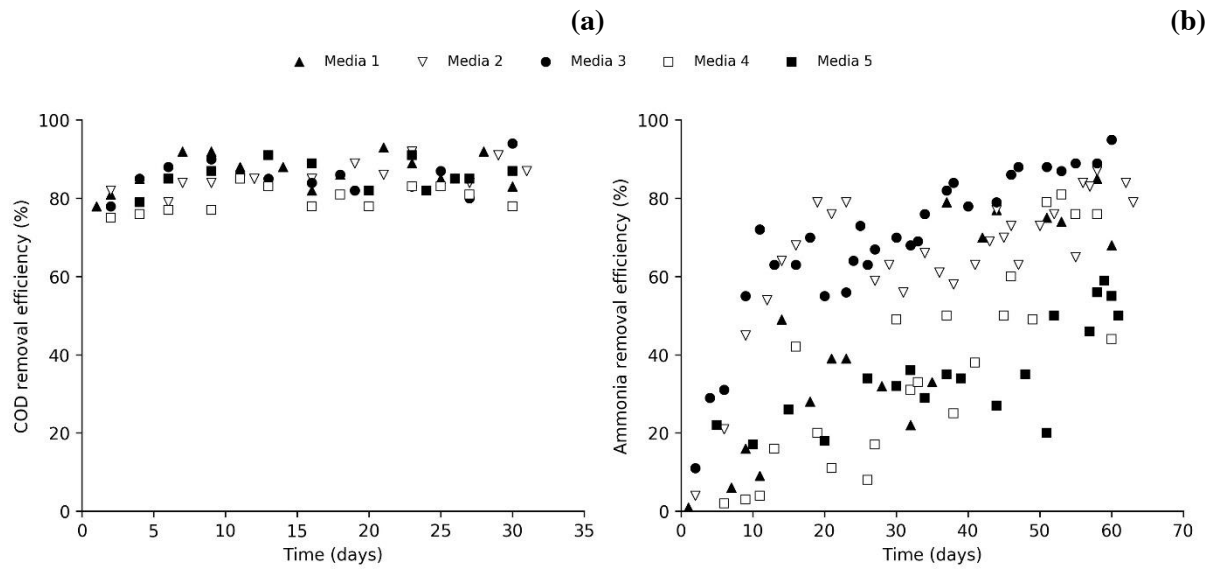 (a) (b)
Media 1 Media 2 Media 3 Media 4 Media 5
100
80
60
40
20
0
COD removal efficiency (%)
0 5 10 15 20 25 30 35
Time (days)
100
80
60
40
20
0
Ammonia removal efficiency (%)
0 10 20 30 40 50 60 70
Time (days)